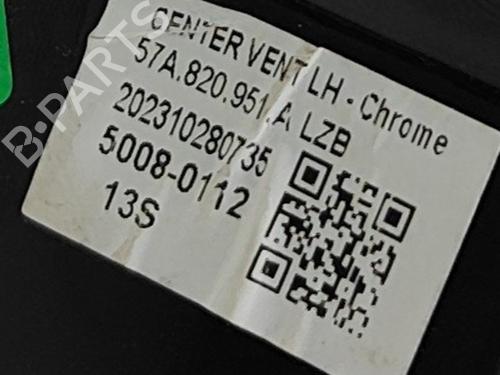 CENTER VENT LH - Chrome
57A.820.951.A LZB
202310280735
5008-0112
13S
B-PARTS